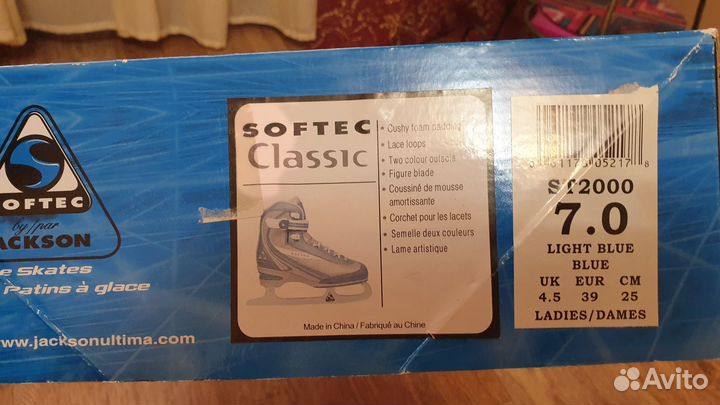 SOFTEC
by/par
JACKSON
Skates
Patins à glace
www.jacksonultima.com
SOFTEC
Classic
• Cushy foam padding
• Lace loops
• Two colour outsole
• Figure blade
• Coussiné de mousse
amortissante
• Corchet pour les lacets
• Semelle deux couleurs
• Lame artistique
Made in China / Fabriqué au Chine
05217 8
ST2000
7.0
LIGHT BLUE
BLUE
UK EUR CM
4.5 39 25
LADIES/DAMES
Avito